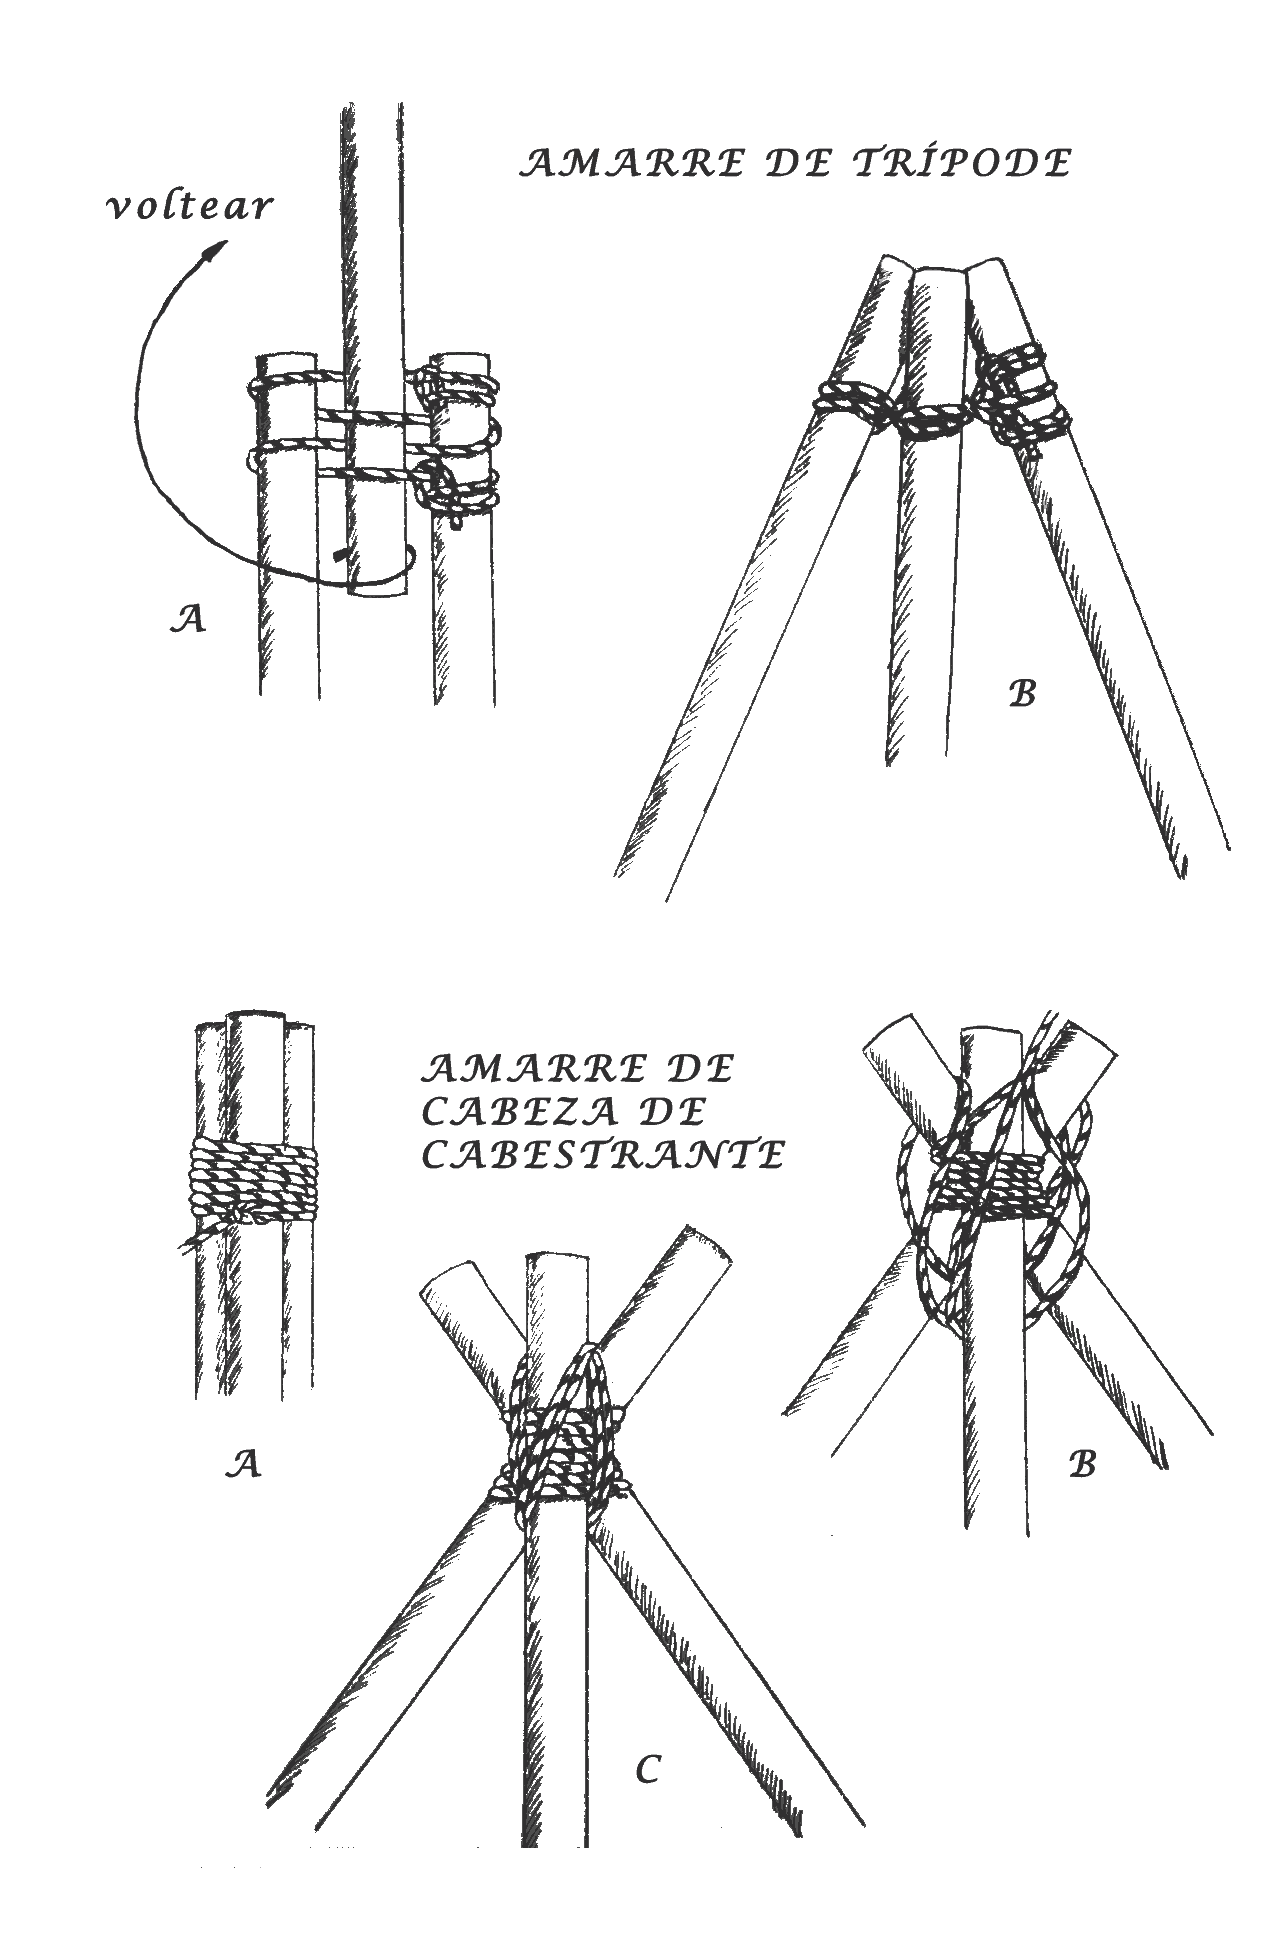 AMARRE DE TRÍPODE
voltear
A
B
AMARRE DE
CABEZA DE
CABESTRANTE
A
B
C